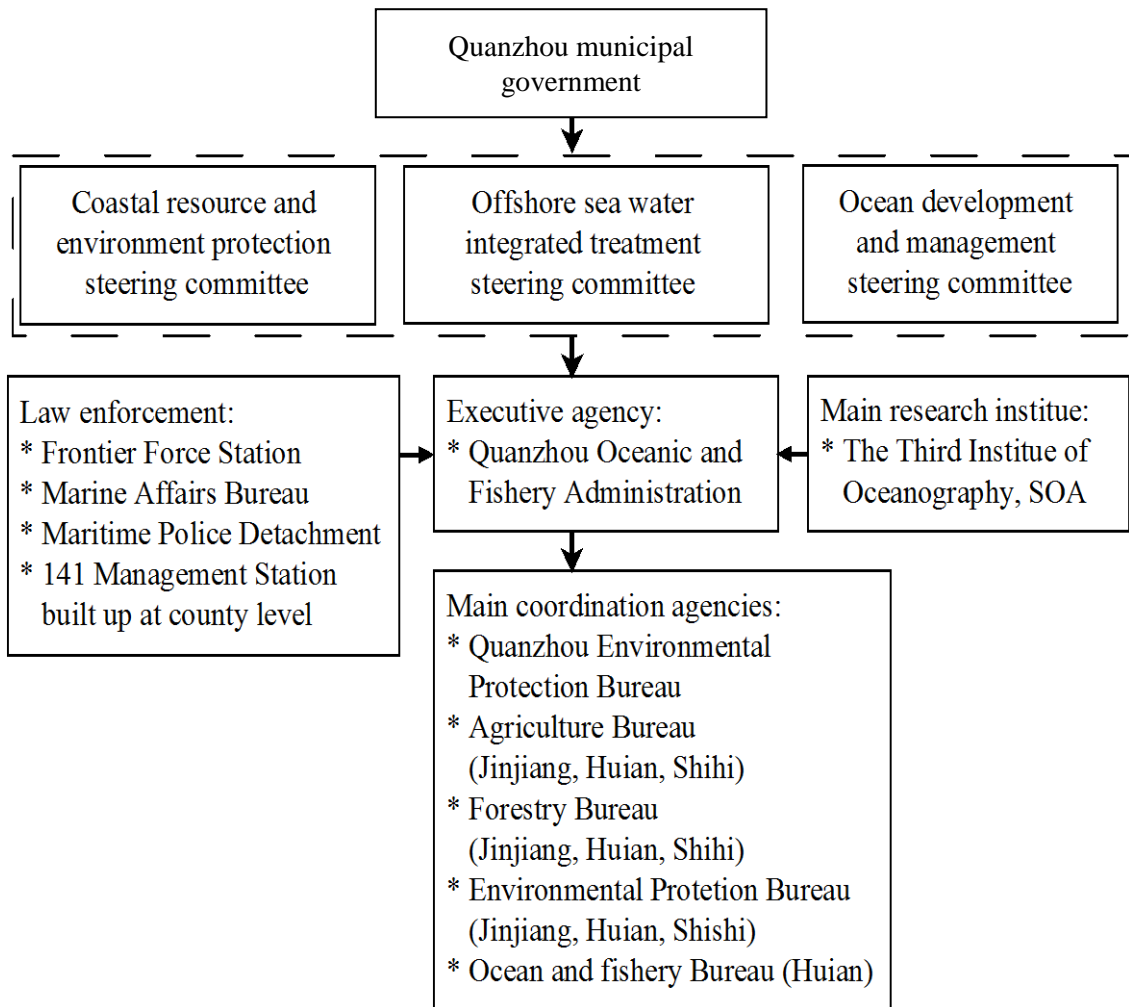 Quanzhou municipal
government
Coastal resource and
environment protection
steering committee
Offshore sea water
integrated treatment
steering committee
Ocean development
and management
steering committee
Law enforcement:
* Frontier Force Station
* Marine Affairs Bureau
* Maritime Police Detachment
* 141 Management Station
built up at county level
Executive agency:
* Quanzhou Oceanic and
Fishery Administration
Main research institue:
* The Third Institue of
Oceanography, SOA
Main coordination agencies:
* Quanzhou Environmental
Protection Bureau
* Agriculture Bureau
(Jinjiang, Huian, Shihi)
* Forestry Bureau
(Jinjiang, Huian, Shihi)
* Environmental Protetion Bureau
(Jinjiang, Huian, Shishi)
* Ocean and fishery Bureau (Huian)